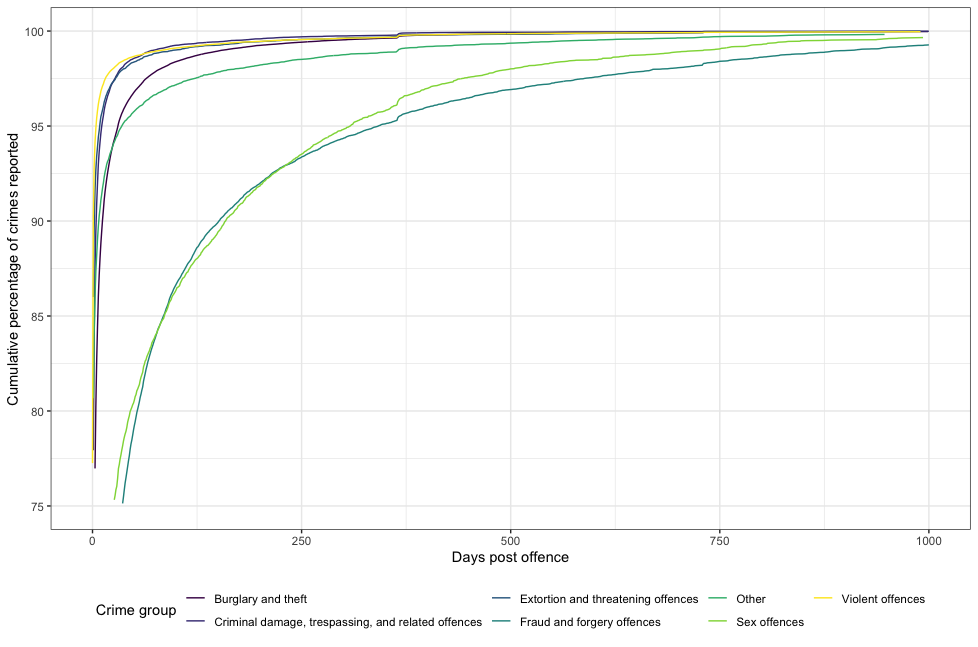 Cumulative percentage of crimes reported
100
95
90
85
80
75
0 250 500 750 1000
Days post offence
Crime group
Burglary and theft
Criminal damage, trespassing, and related offences
Extortion and threatening offences
Fraud and forgery offences
Other
Sex offences
Violent offences